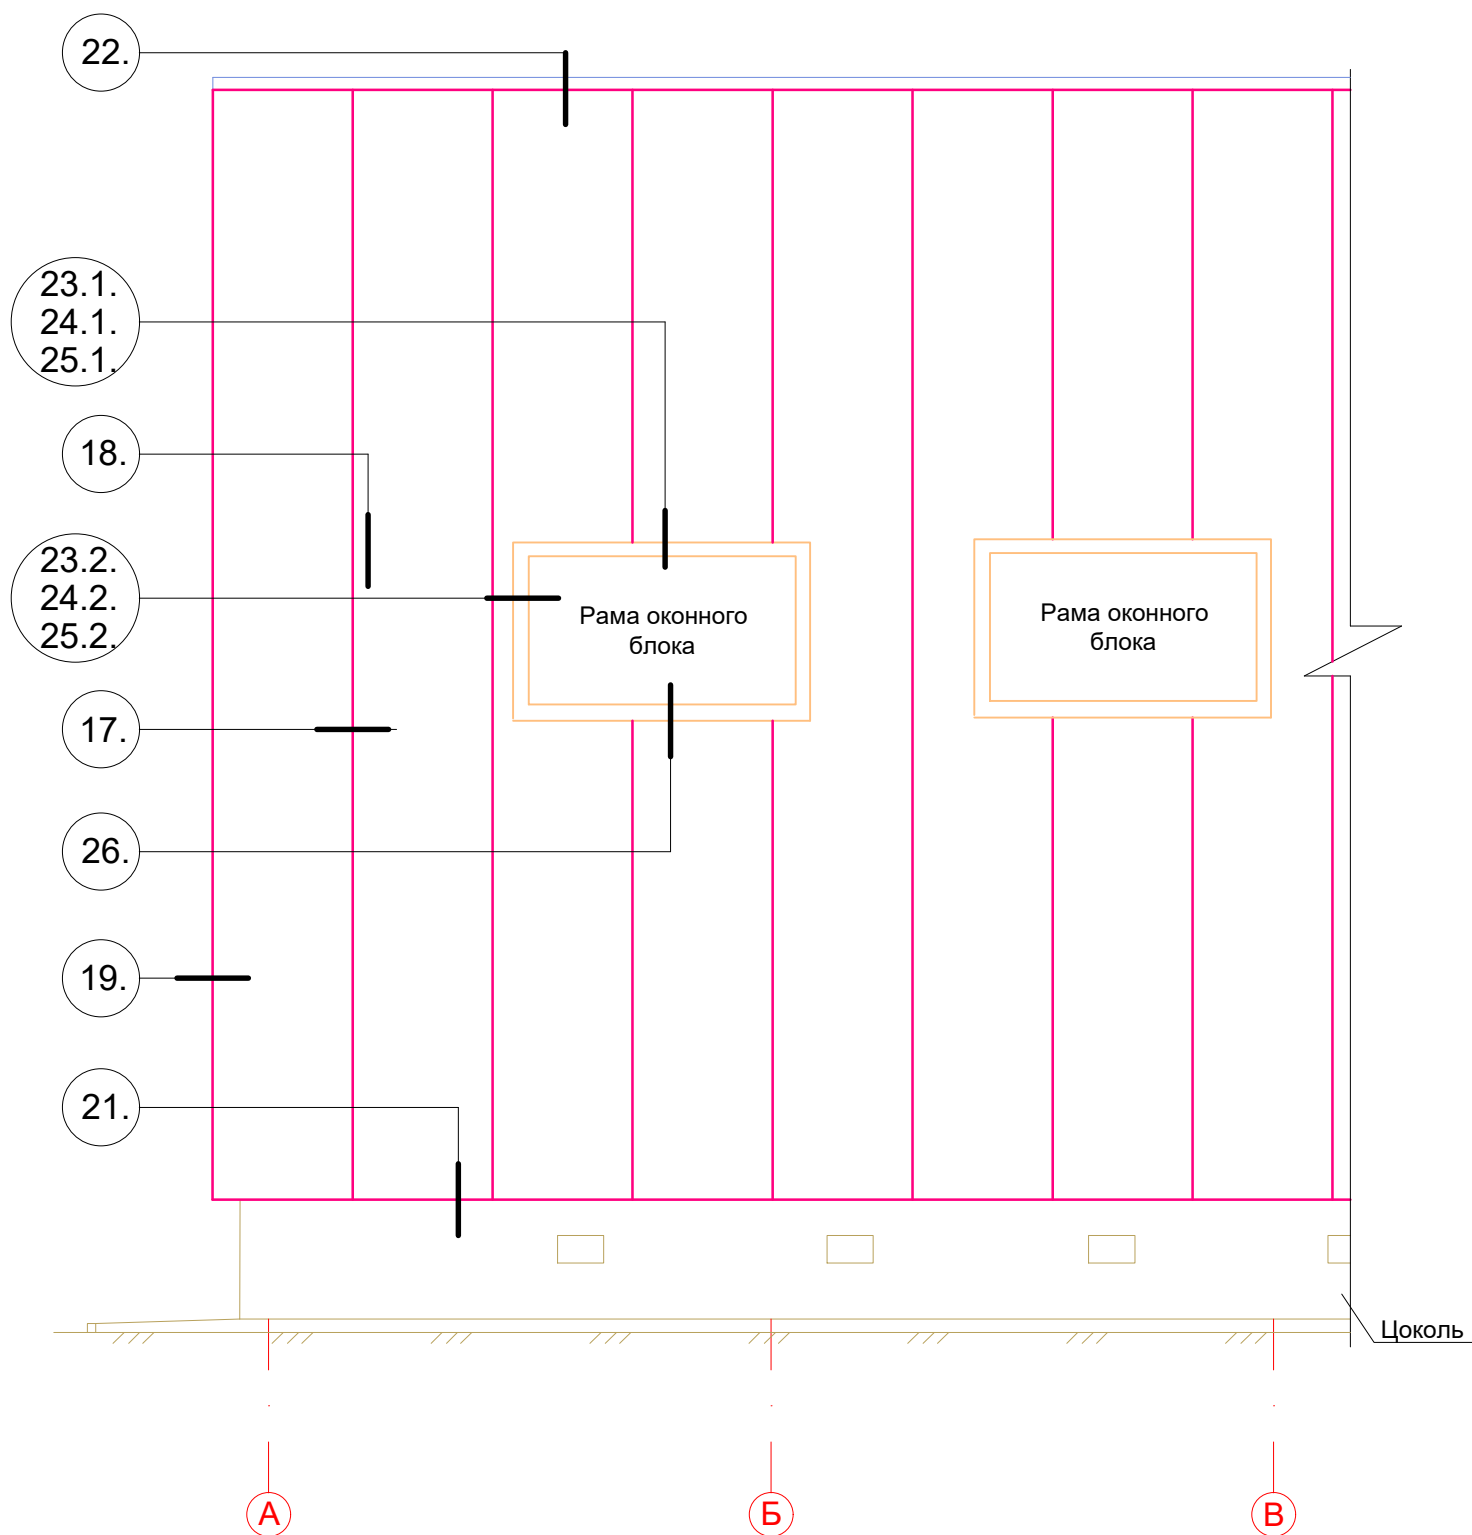 22.
23.1.
24.1.
25.1.
18.
23.2.
24.2.
25.2.
Рама оконного
блока
Рама оконного
блока
17.
26.
19.
21.
Цоколь
А
Б
В